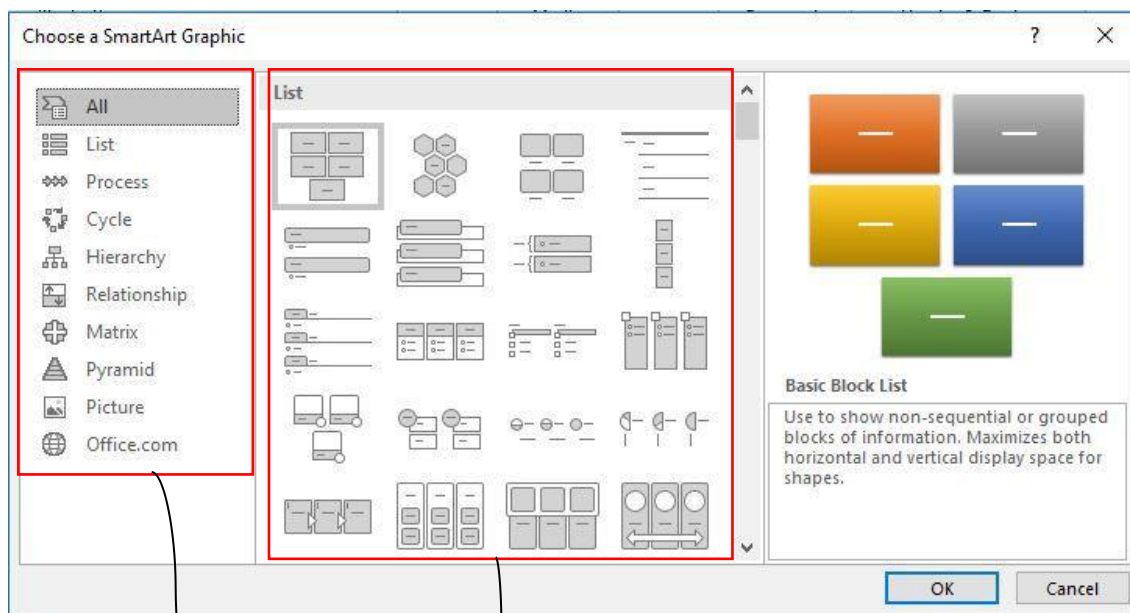 Choose a SmartArt Graphic
?
All
List
Process
Cycle
Hierarchy
Relationship
Matrix
Pyramid
Picture
Office.com
List
Basic Block List
Use to show non-sequential or grouped
blocks of information. Maximizes both
horizontal and vertical display space for
shapes.
OK
Cancel